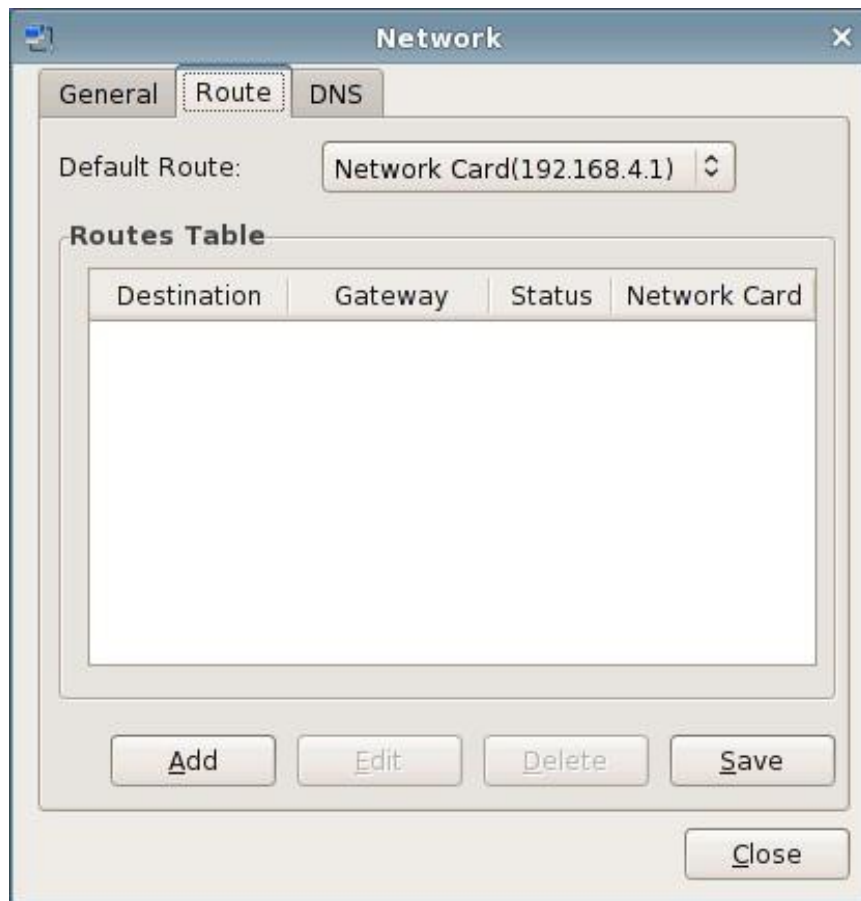 Network
General Route DNS
Default Route: Network Card(192.168.4.1)
Routes Table
Destination Gateway Status Network Card
Add Edit Delete Save
Close